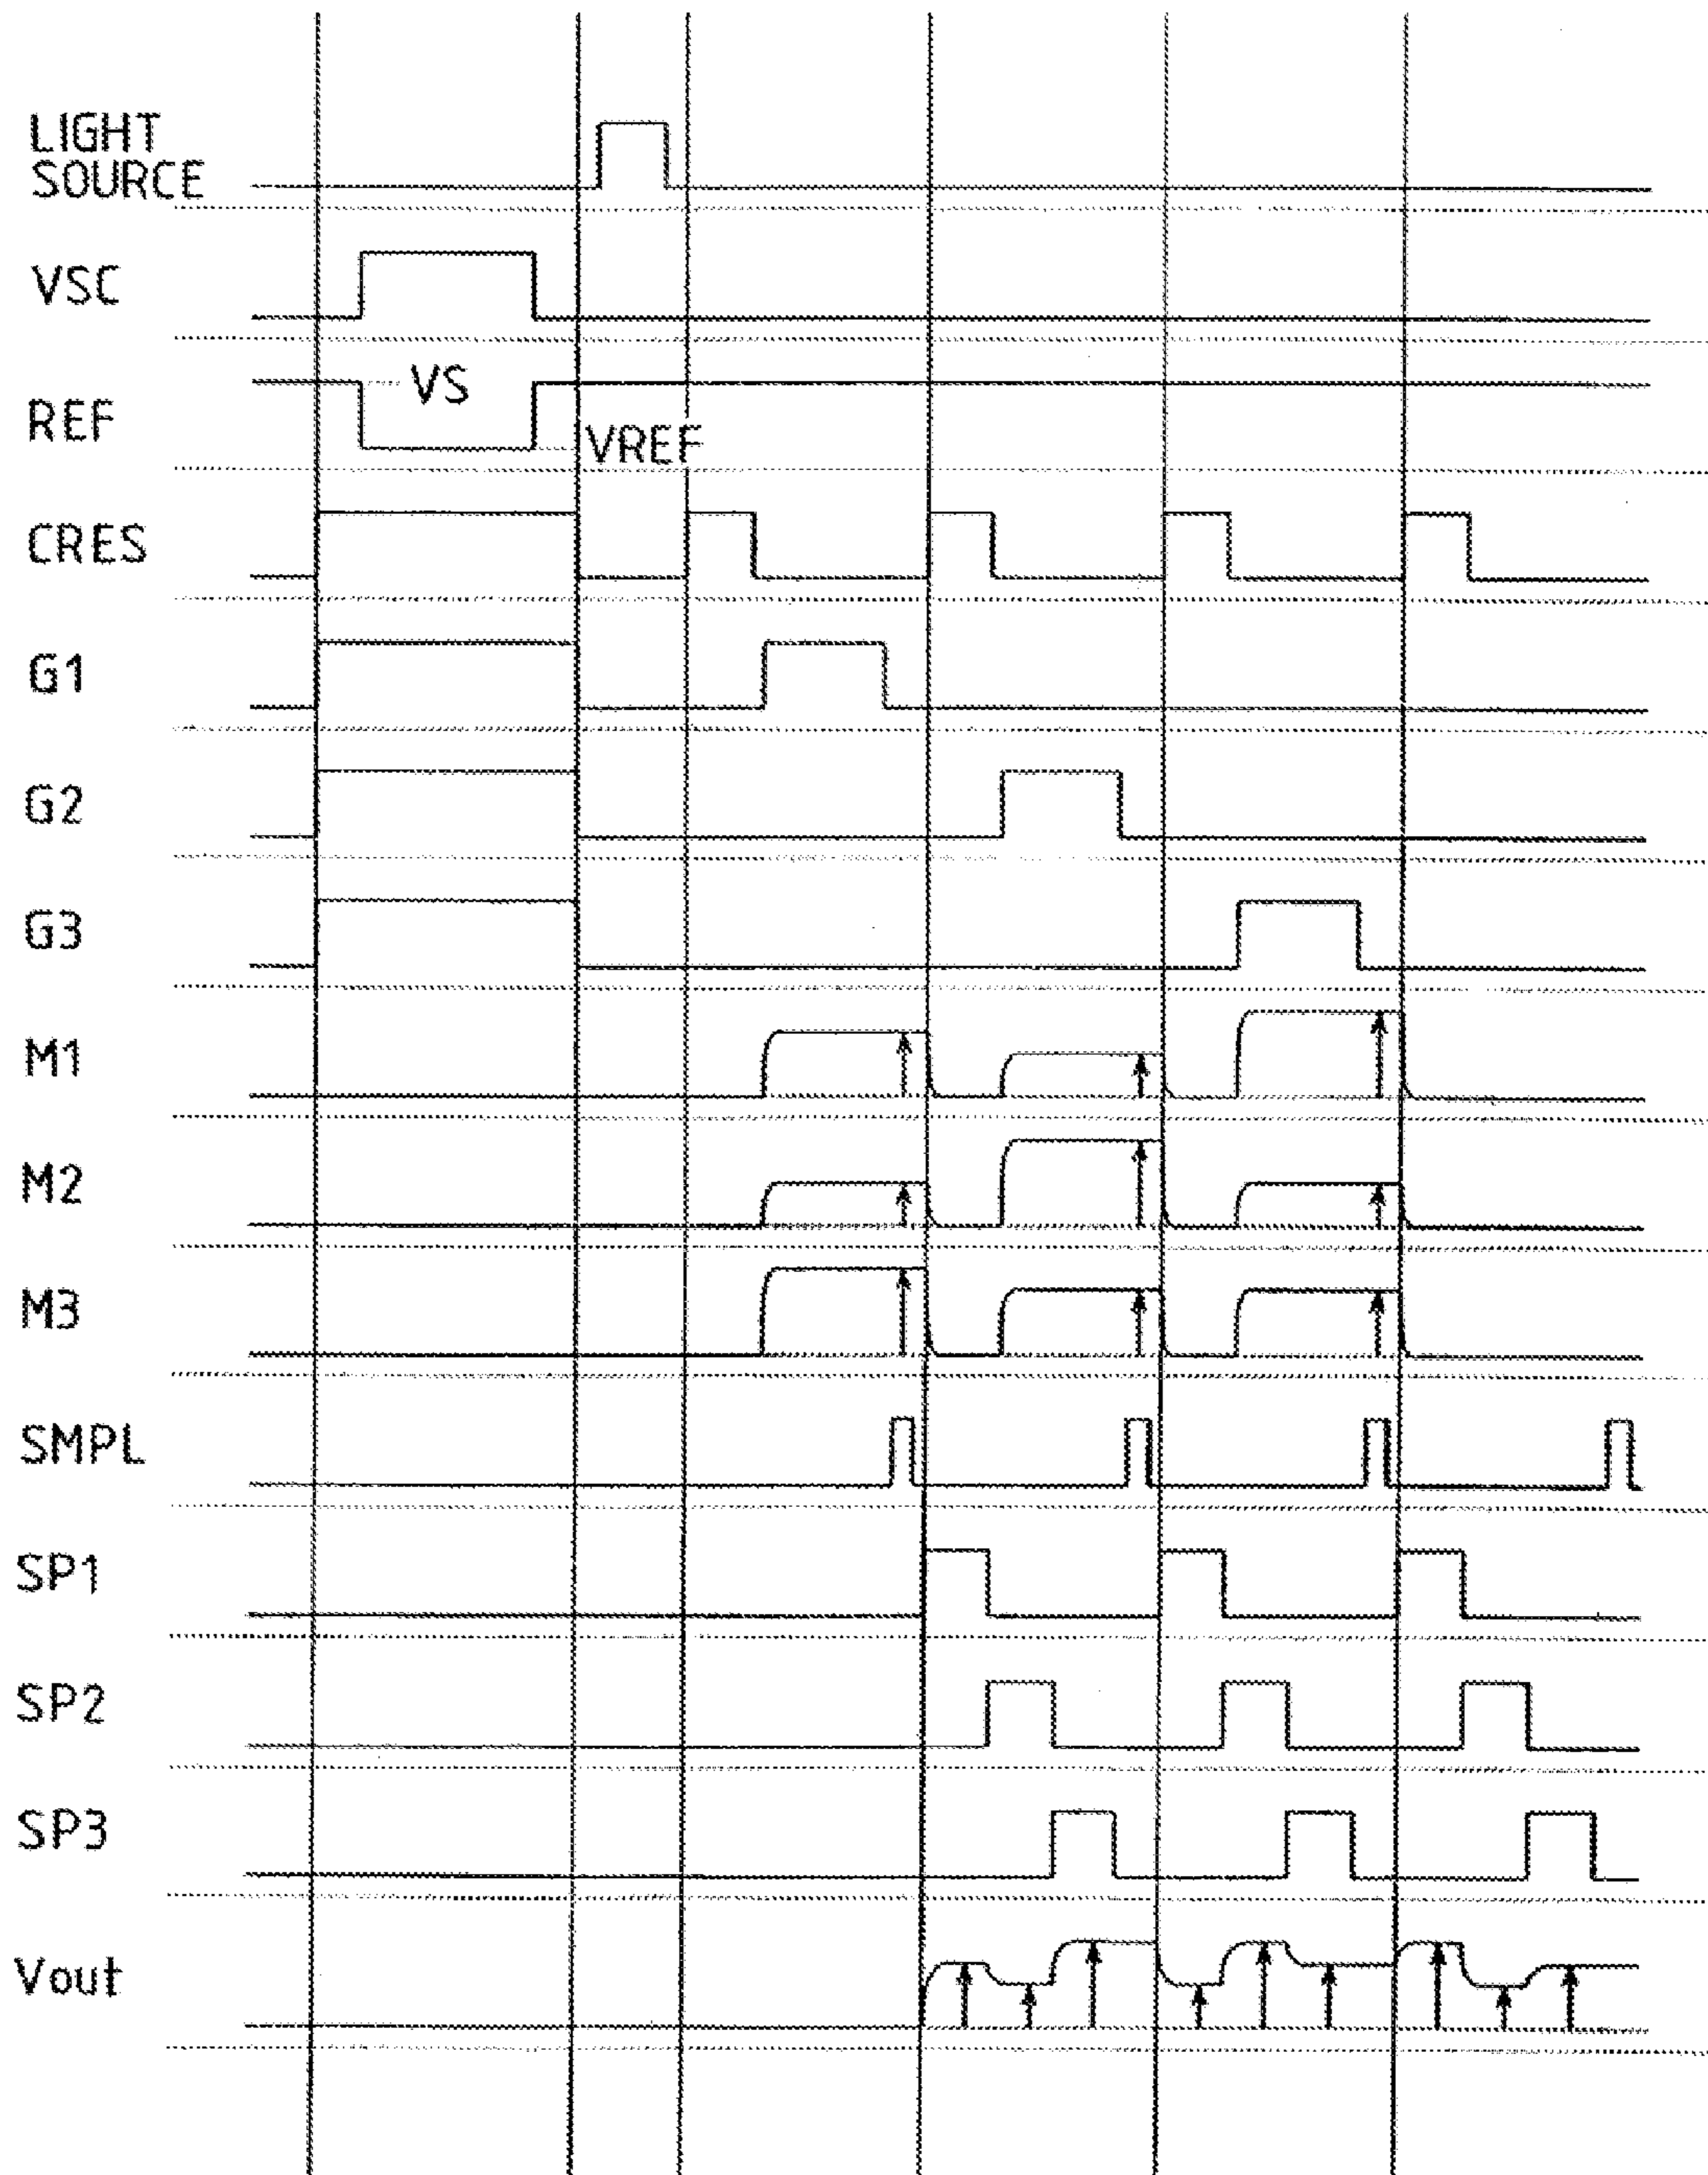 LIGHT
SOURCE
VSC
VS
REF
VREF
CRES
G1
G2
G3
M1
M2
M3
SMPL
SP1
SP2
SP3
Vout